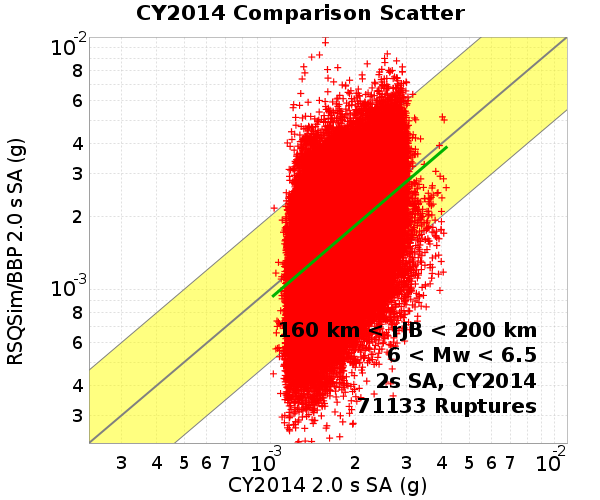 CY2014 Comparison Scatter
RSQSim/BBP 2.0 s SA (g)
10-2
8
6
4
3
2
10-3
8
6
4
3
160 km < rJB < 200 km
6 < Mw < 6.5
2s SA, CY2014
71133 Ruptures
3 4 5 6 7 10-3 2 3 4 5 6 7 10-2
CY2014 2.0 s SA (g)